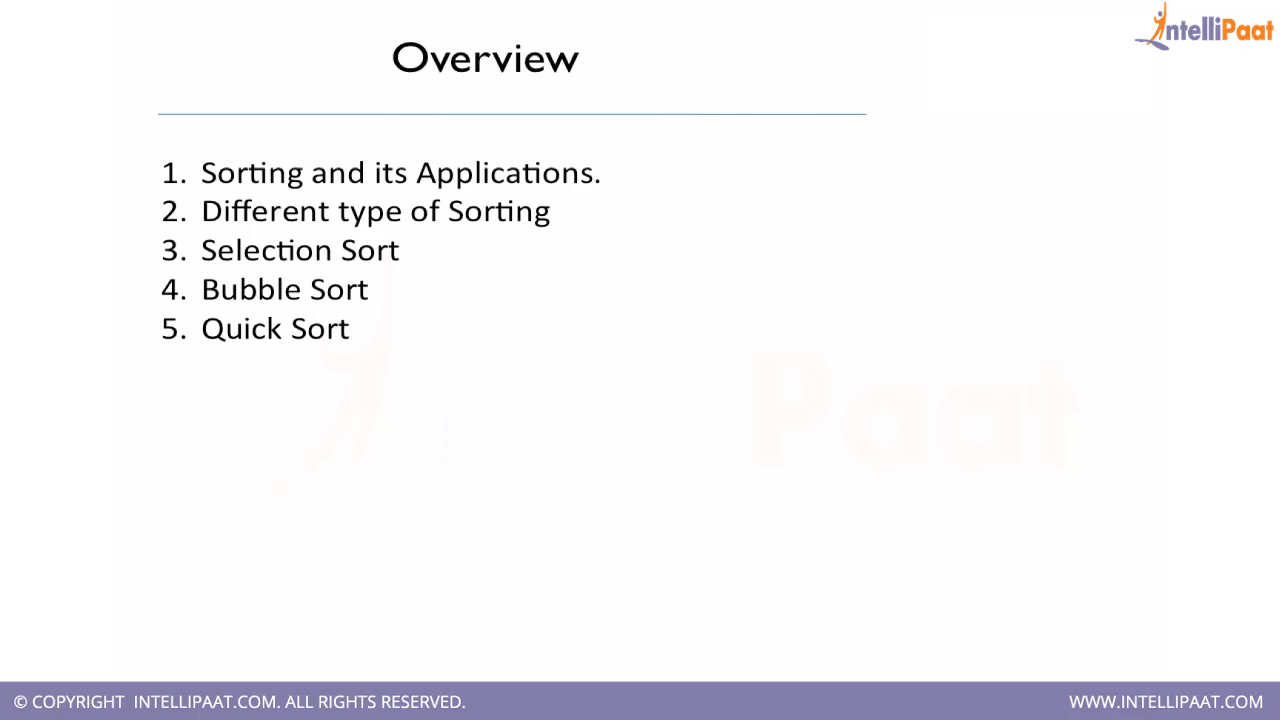 IntelliPaat
Overview
1. Sorting and its Applications.
2. Different type of Sorting
3. Selection Sort
4. Bubble Sort
5. Quick Sort
IntelliPaat
© COPYRIGHT INTELLIPAAT.COM. ALL RIGHTS RESERVED.
WWW.INTELLIPAAT.COM